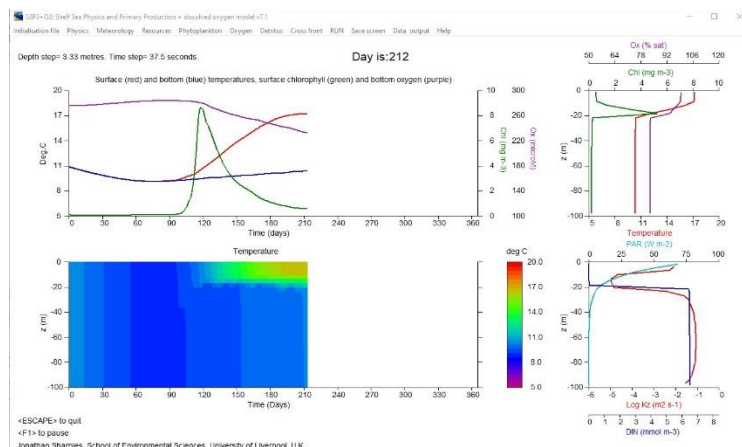 S2P3+O2: Shelf Sea Physics and Primary Production + dissolved oxygen model v7.1
Initialisation file Physics Meteorology Resources Phytoplankton Oxygen Detritus Cross front RUN Save screen Data output Help
Depth step= 3.33 metres. Time step= 37.5 seconds.
Day is:212
Surface (red) and bottom (blue) temperatures, surface chlorophyll (green) and bottom oxygen (purple)
20
17
14
11
8
5
Deg.C
0 30 60 90 120 150 180 210 240 270 300 330 360
Time (days)
10
8
6
4
2
0
Chl (mg m-3)
300
260
220
180
140
100
Ox (microM)
Ox (% sat)
50 60 70 80 90 100 110 120
Chl (mg m-3)
0 2 4 6 8 10
0
-20
-40
-60
-80
-100
z (m)
5 8 11 14 17 20
Temperature
Temperature
0
-20
-40
-60
-80
-100
z (m)
0 30 60 90 120 150 180 210 240 270 300 330 360
Time (Days)
deg C
20.0
17.0
14.0
11.0
8.0
5.0
PAR (W m-2)
0 25 50 75 100
0
-20
-40
-60
-80
-100
z (m)
-6 -5 -4 -3 -2 -1 0
Log Kz (m2 s-1)
0 1 2 3 4 5 6 7 8
DIN (mmol m-3)
<ESCAPE> to quit
<F1> to pause
Jonathan Sharples, School of Environmental Sciences, University of Liverpool, U.K.